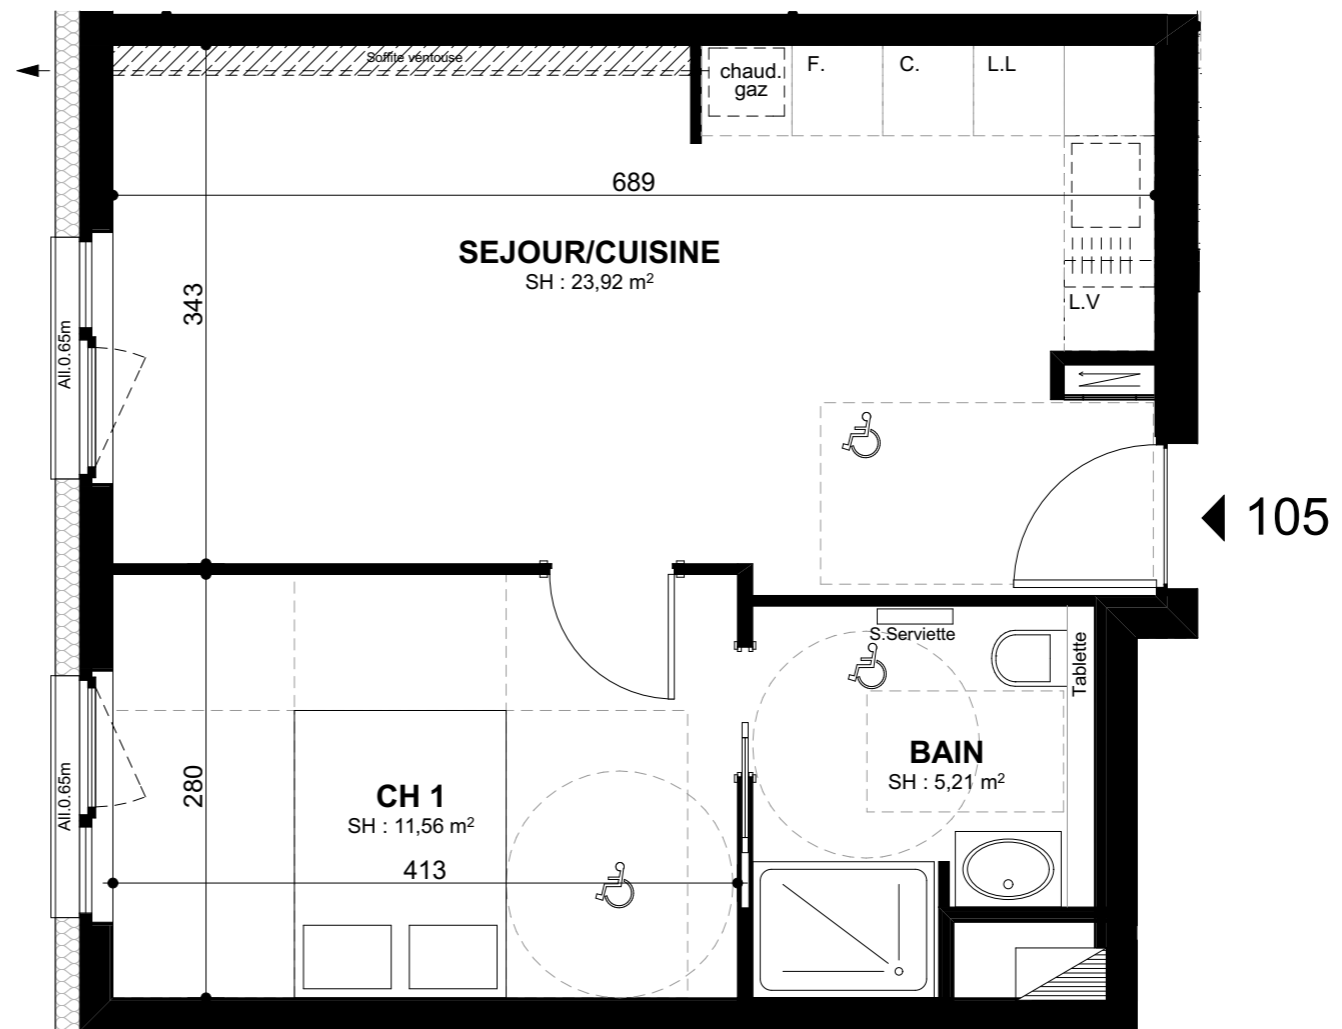 Soffite ventouse
chaud.
gaz
F.
C.
L.L
689
SEJOUR/CUISINE
SH : 23,92 m²
343
L.V
All.0.65m
105
S.Serviette
Tablette
BAIN
SH : 5,21 m²
280
CH 1
SH : 11,56 m²
413
All.0.65m